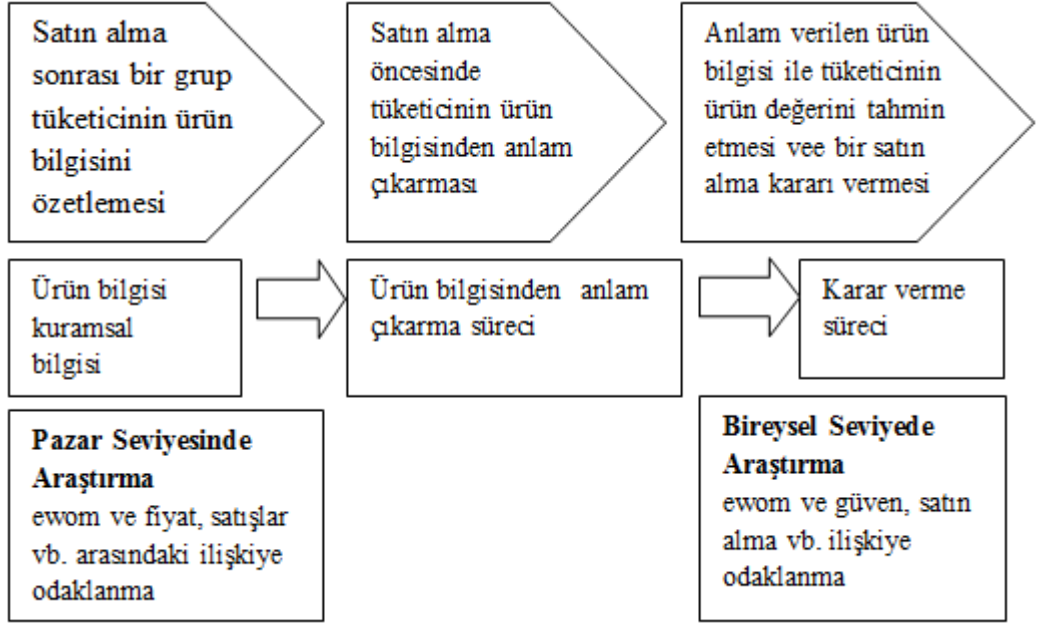 Satın alma
sonrası bir grup
tüketicinin ürün
bilgisini
özetlemesi
Satın alma
öncesinde
tüketicinin ürün
bilgisinden anlam
çıkarması
Anlam verilen ürün
bilgisi ile tüketicinin
ürün değerini tahmin
etmesi vee bir satın
alma kararı vermesi
Ürün bilgisi
kuramsal
bilgisi
Ürün bilgisinden anlam
çıkarma süreci
Karar verme
süreci
Pazar Seviyesinde
Araştırma
ewom ve fiyat, satışlar
vb. arasındaki ilişkiye
odaklanma
Bireysel Seviyede
Araştırma
ewom ve güven, satın
alma vb. ilişkiye
odaklanma